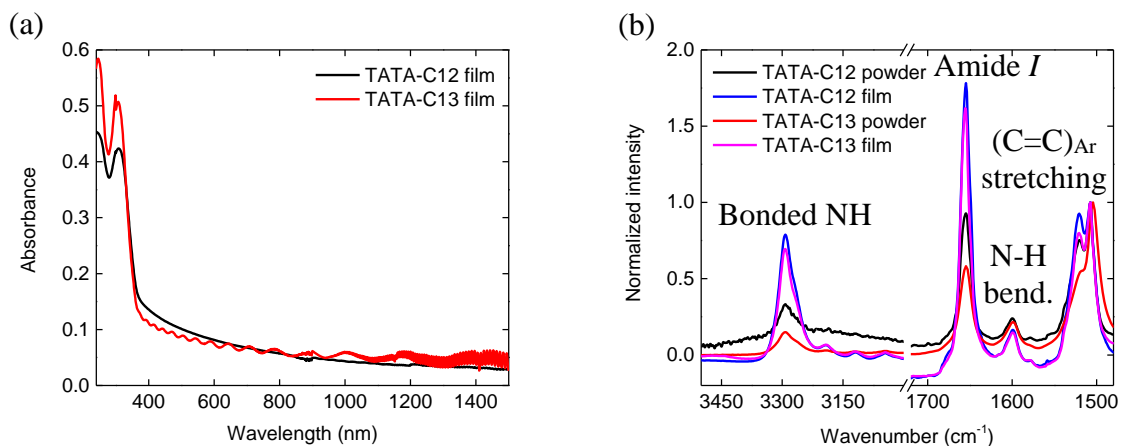 (a)
0.6
0.5
0.4
0.3
0.2
0.1
0.0
Absorbance
400 600 800 1000 1200 1400
Wavelength (nm)
TATA-C12 film
TATA-C13 film
(b)
2.0
1.5
1.0
0.5
0.0
Normalized intensity
3450 3300 3150 1700 1600 1500
Wavenumber (cm-1)
TATA-C12 powder
TATA-C12 film
TATA-C13 powder
TATA-C13 film
Amide I
(C=C)Ar
stretching
Bonded NH
N-H
bend.